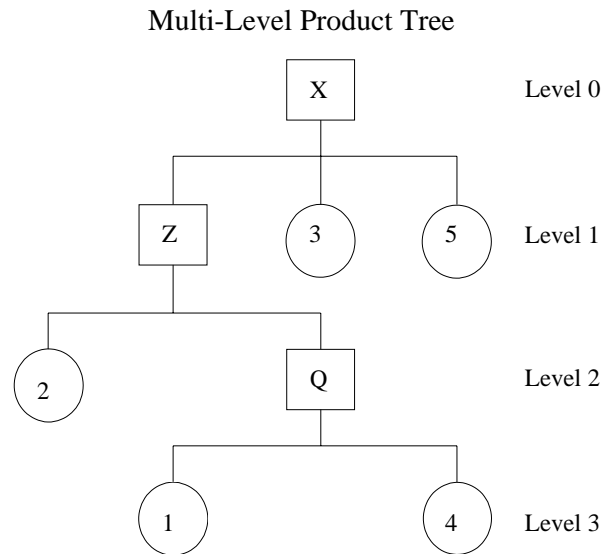 Multi-Level Product Tree
X Level 0
Z 3 5 Level 1
2 Q Level 2
1 4 Level 3